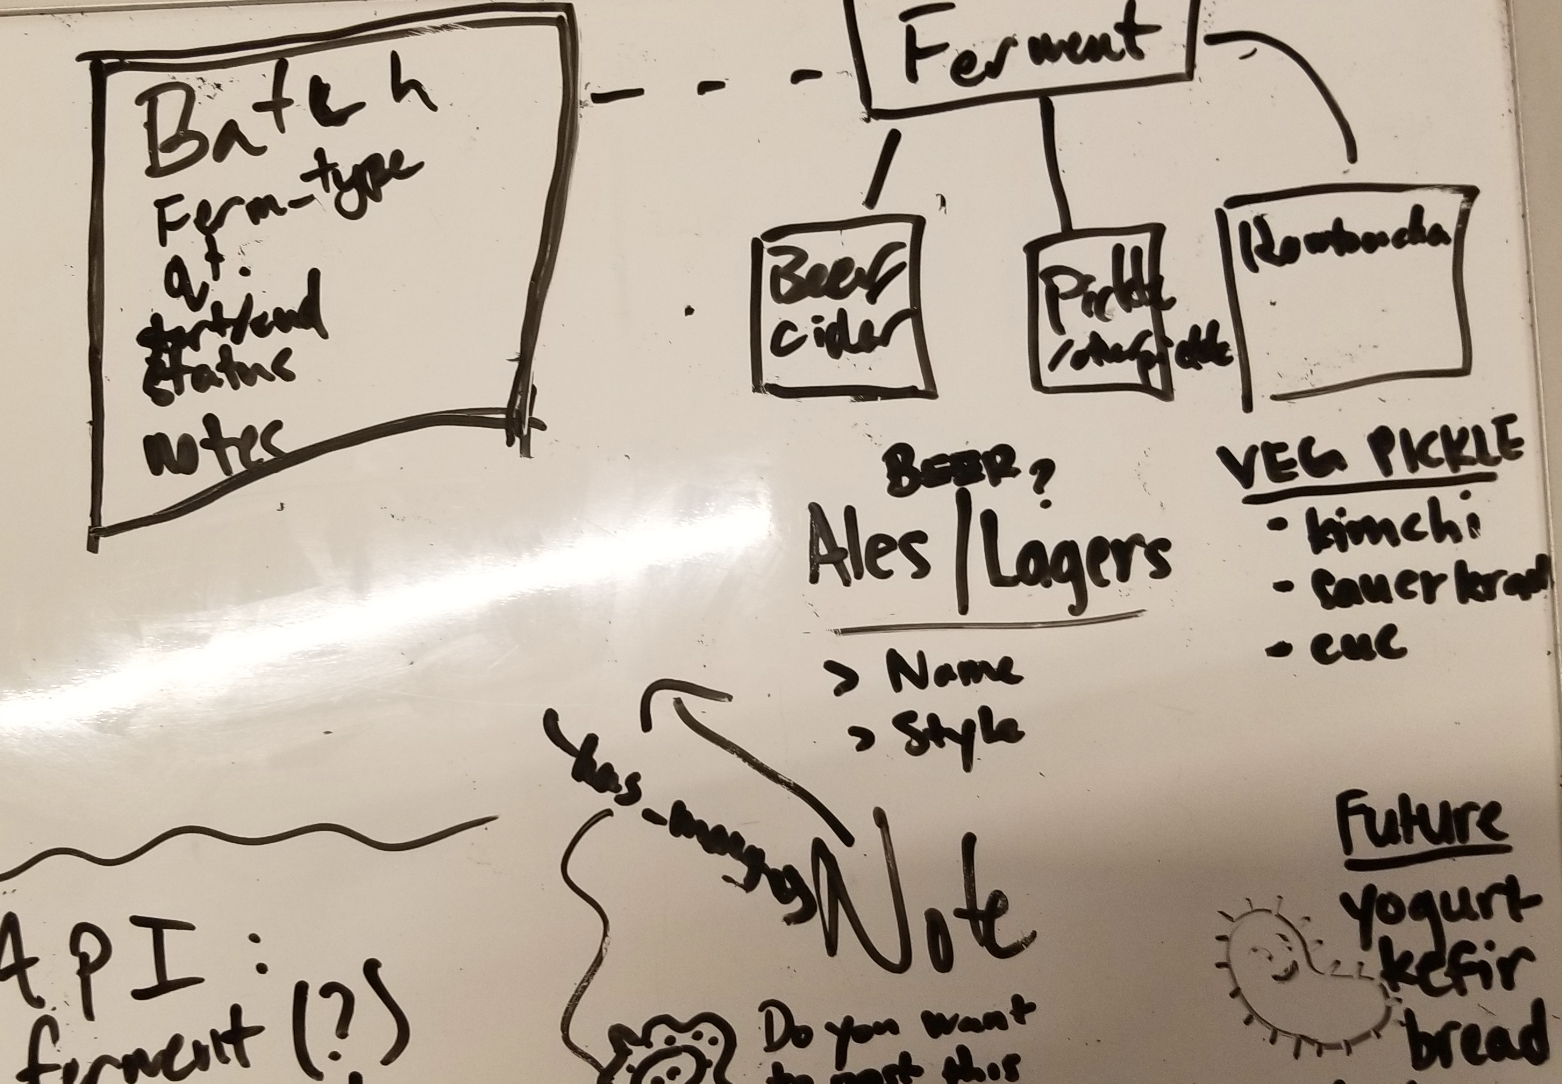 Batch
Ferm-type
qt.
start/end
status
notes
Ferment
Beer
cider
Pickle
/other pickle
Kombucha
BEER?
Ales | Lagers
> Name
> Style
VEG PICKLE
- kimchi
- sauerkraut
- cuc
has-many
Note
API:
ferment (?)
Do you want
to post this
Future
yogurt
kefir
bread